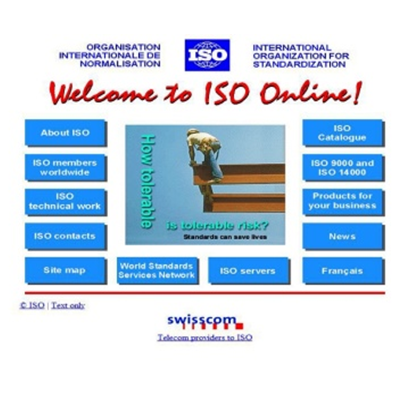 ORGANISATION
INTERNATIONALE DE
NORMALISATION
ISO
INTERNATIONAL
ORGANIZATION FOR
STANDARDIZATION
Welcome to ISO Online!
About ISO
ISO members
worldwide
ISO
technical work
ISO contacts
Site map
How tolerable
is tolerable risk?
Standards can save lives
World Standards
Services Network
ISO servers
ISO
Catalogue
ISO 9000 and
ISO 14000
Products for
your business
News
Français
© ISO | Text only
swisscom
Telecom providers to ISO